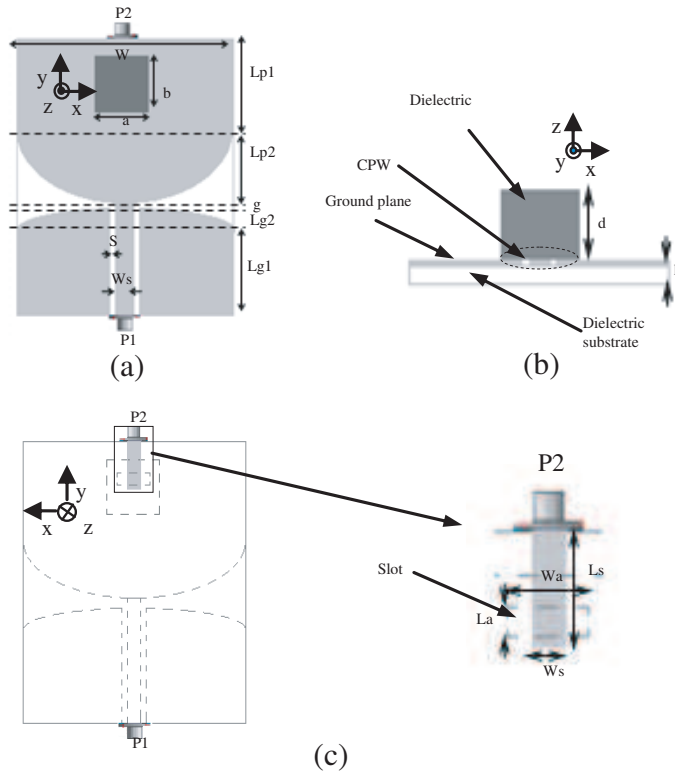 P2
W
Lp1
y
b
z
x
a
Lp2
g
Lg2
S
Ws
Lg1
P1
(a)
Dielectric
z
CPW
y
x
Ground plane
d
Dielectric
substrate
(b)
P2
y
x
z
P1
P2
Slot
Wa
Ls
La
Ws
(c)